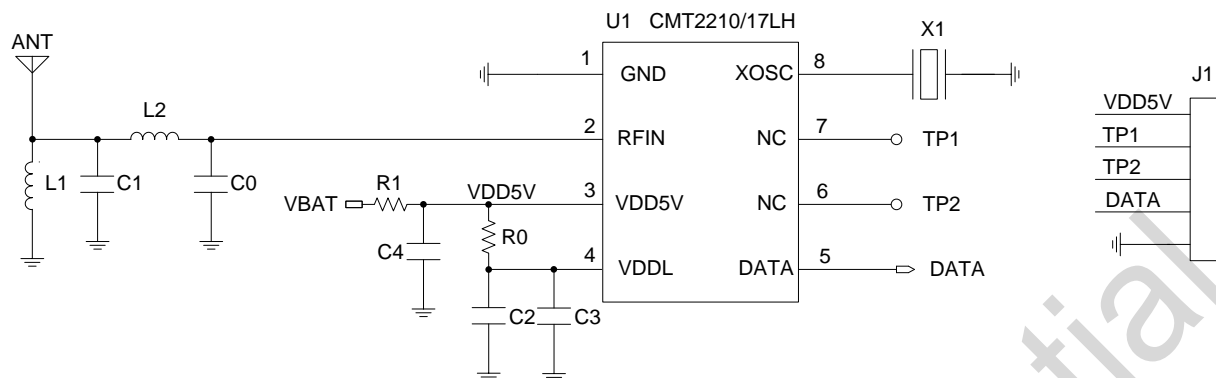 U1 CMT2210/17LH
ANT
X1
J1
1
GND
XOSC
8
VDD5V
L2
2
RFIN
NC
7
TP1
TP1
TP2
L1
C1
C0
R1
VBAT
VDD5V
3
VDD5V
NC
6
TP2
DATA
R0
C4
4
VDDL
DATA
5
DATA
C2
C3